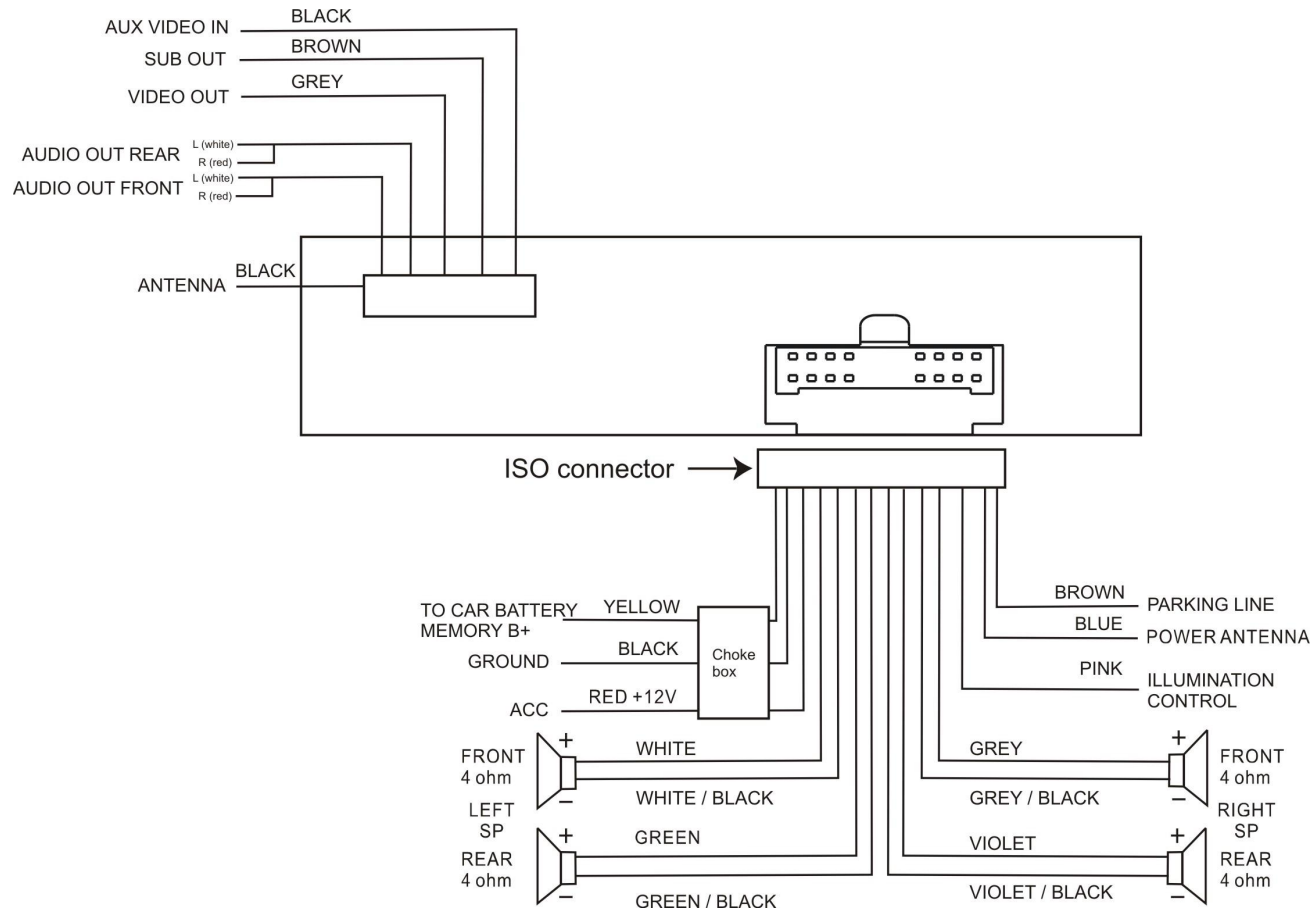 AUX VIDEO IN BLACK
SUB OUT BROWN
VIDEO OUT GREY
AUDIO OUT REAR L (white)
R (red)
AUDIO OUT FRONT L (white)
R (red)
ANTENNA BLACK
ISO connector
TO CAR BATTERY
MEMORY B+
YELLOW
GROUND
BLACK
ACC
RED +12V
Choke
box
BROWN
PARKING LINE
BLUE
POWER ANTENNA
PINK
ILLUMINATION
CONTROL
FRONT
4 ohm
+
−
WHITE
WHITE / BLACK
LEFT
SP
REAR
4 ohm
+
−
GREEN
GREEN / BLACK
GREY
GREY / BLACK
+
−
FRONT
4 ohm
RIGHT
SP
VIOLET
VIOLET / BLACK
+
−
REAR
4 ohm